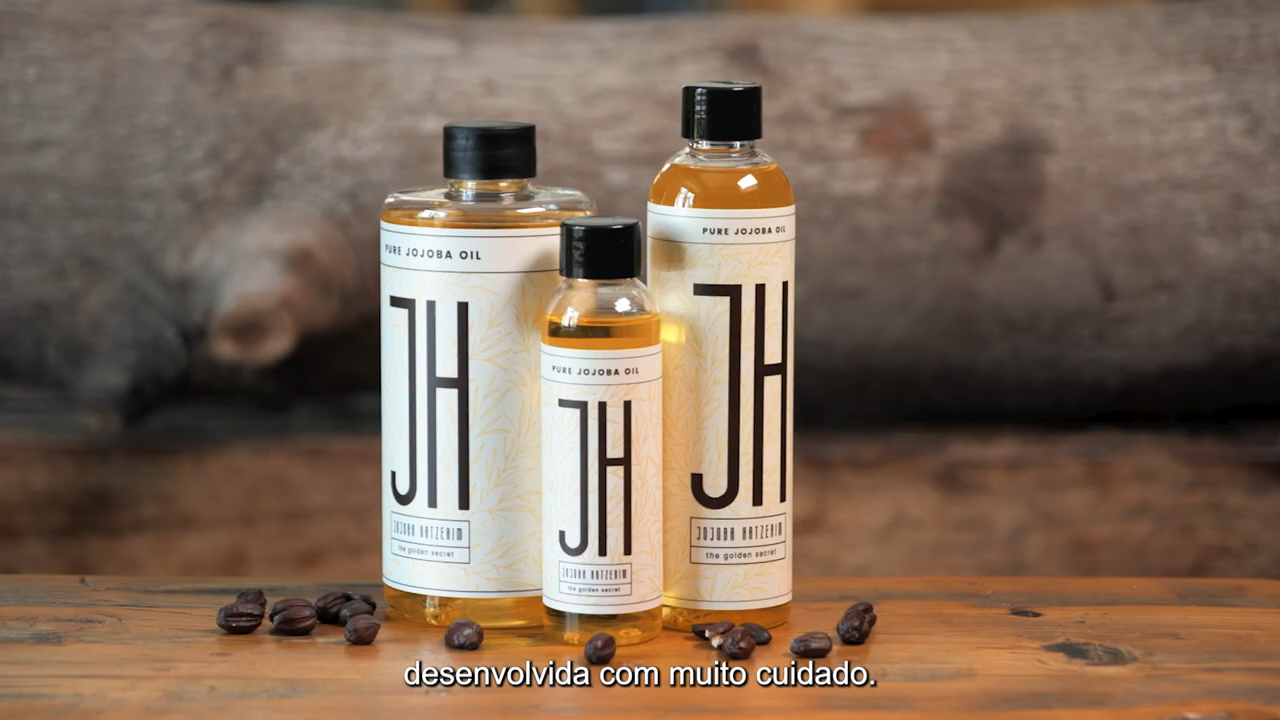 PURE JOJOBA OIL
JH
JOJOBA HATZERIM
the golden secret
PURE JOJOBA OIL
JH
JOJOBA HATZERIM
the golden secret
PURE JOJOBA OIL
JH
JOJOBA HATZERIM
the golden secret
desenvolvida com muito cuidado.